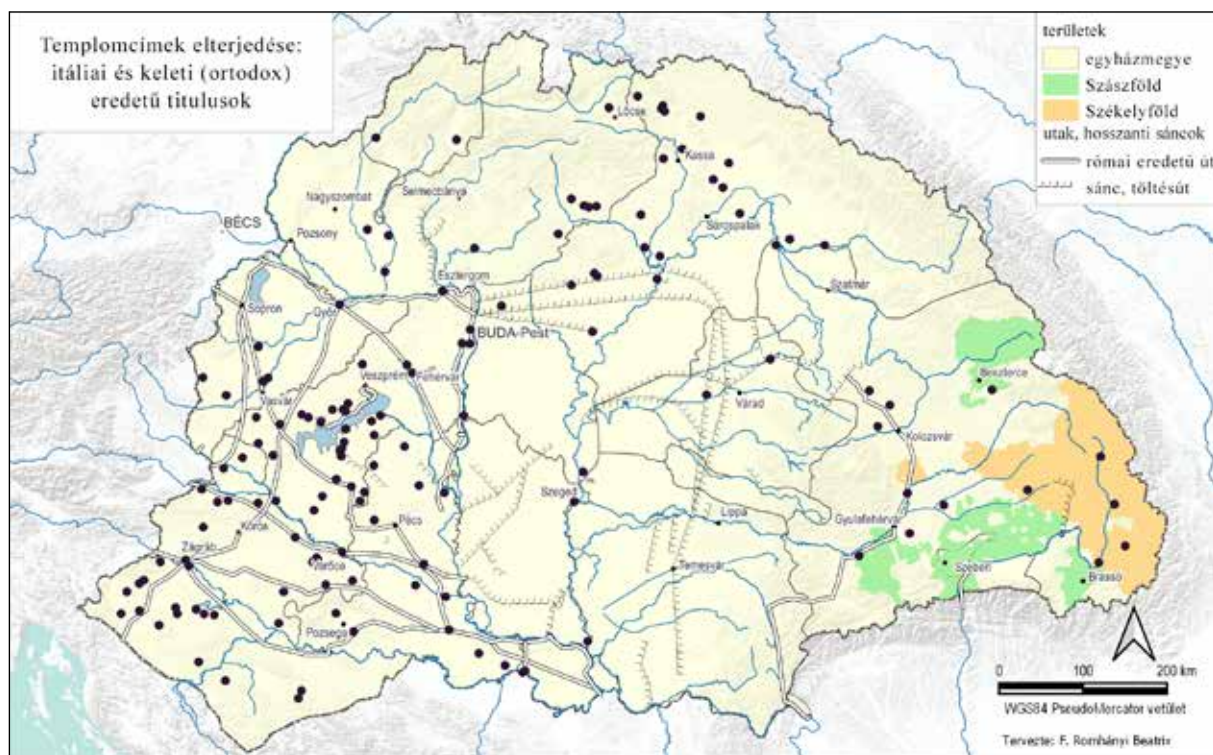 Templomcímek elterjedése:
itáliai és keleti (ortodox)
eredetű titulusok
területek
egyházmegye
Szászföld
Székelyföld
utak, hosszanti sáncok
római eredetű út
sánc, töltésút
Lőcse
Kassa
Nagyszombat
Selmecbánya
Sárospatak
BÉCS
Pozsony
Esztergom
Szatmár
Sopron
Győr
BUDA-Pest
Beszterce
Veszprém
Fehérvár
Vasvár
Várad
Kolozsvár
Szeged
Lippa
Gyulafehérvár
Pécs
Kőrös
Zágráb
Verőce
Temesvár
Szeben
Brassó
Pozsega
0 100 200 km
WGS84 PseudoMercator vetület
Tervezte: F. Romhányi Beatrix